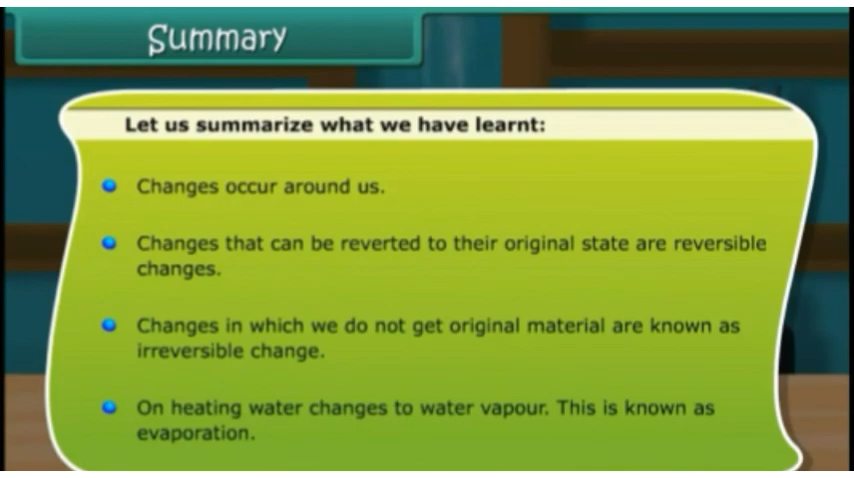 Summary
Let us summarize what we have learnt:
Changes occur around us.
Changes that can be reverted to their original state are reversible
changes.
Changes in which we do not get original material are known as
irreversible change.
On heating water changes to water vapour. This is known as
evaporation.